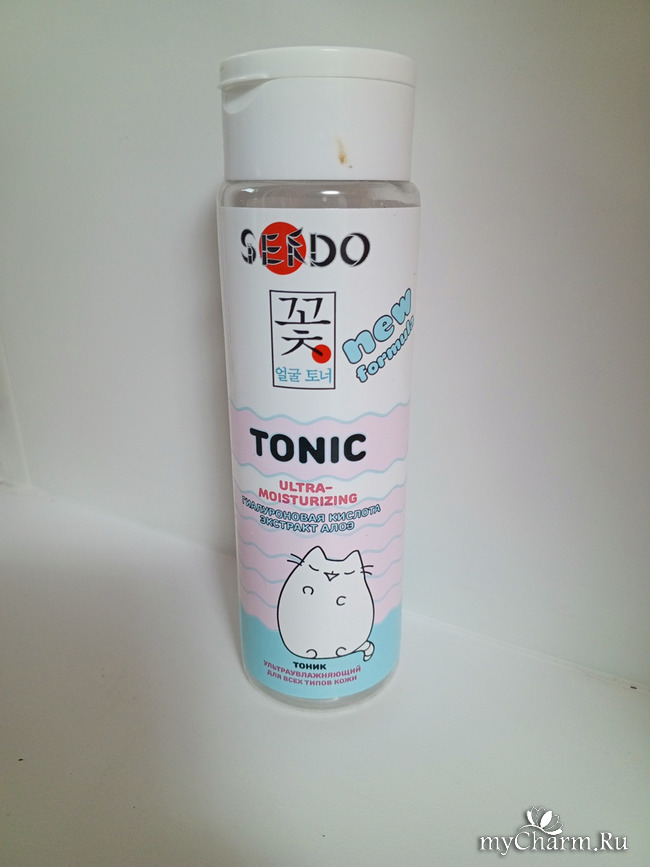 SENDO
꽃
얼굴 토너
new
formula
TONIC
ULTRA-
MOISTURIZING
ГИАЛУРОНОВАЯ КИСЛОТА
ЭКСТРАКТ АЛОЭ
ТОНИК
УЛЬТРАУВЛАЖНЯЮЩИЙ
ДЛЯ ВСЕХ ТИПОВ КОЖИ
myCharm.Ru